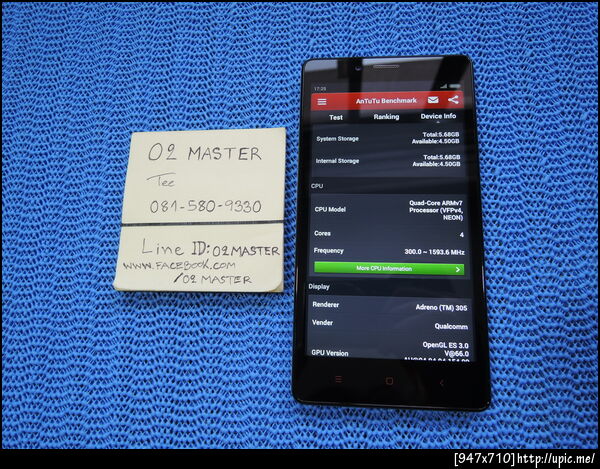 O2 MASTER
Tee
081-580-9330
Line ID: O2MASTER
WWW.FACEBOOK.COM
/O2 MASTER
17:25
AnTuTu Benchmark
Test Ranking Device Info
System Storage Total:5.68GB
Available:4.50GB
Internal Storage Total:5.68GB
Available:4.50GB
CPU
CPU Model Quad-Core ARMv7
Processor (VFPv4,
NEON)
Cores 4
Frequency 300.0 ~ 1593.6 MHz
More CPU Information >
Display
Renderer Adreno (TM) 305
Vendor Qualcomm
GPU Version OpenGL ES 3.0
V@66.0
[947x710]http://upic.me/